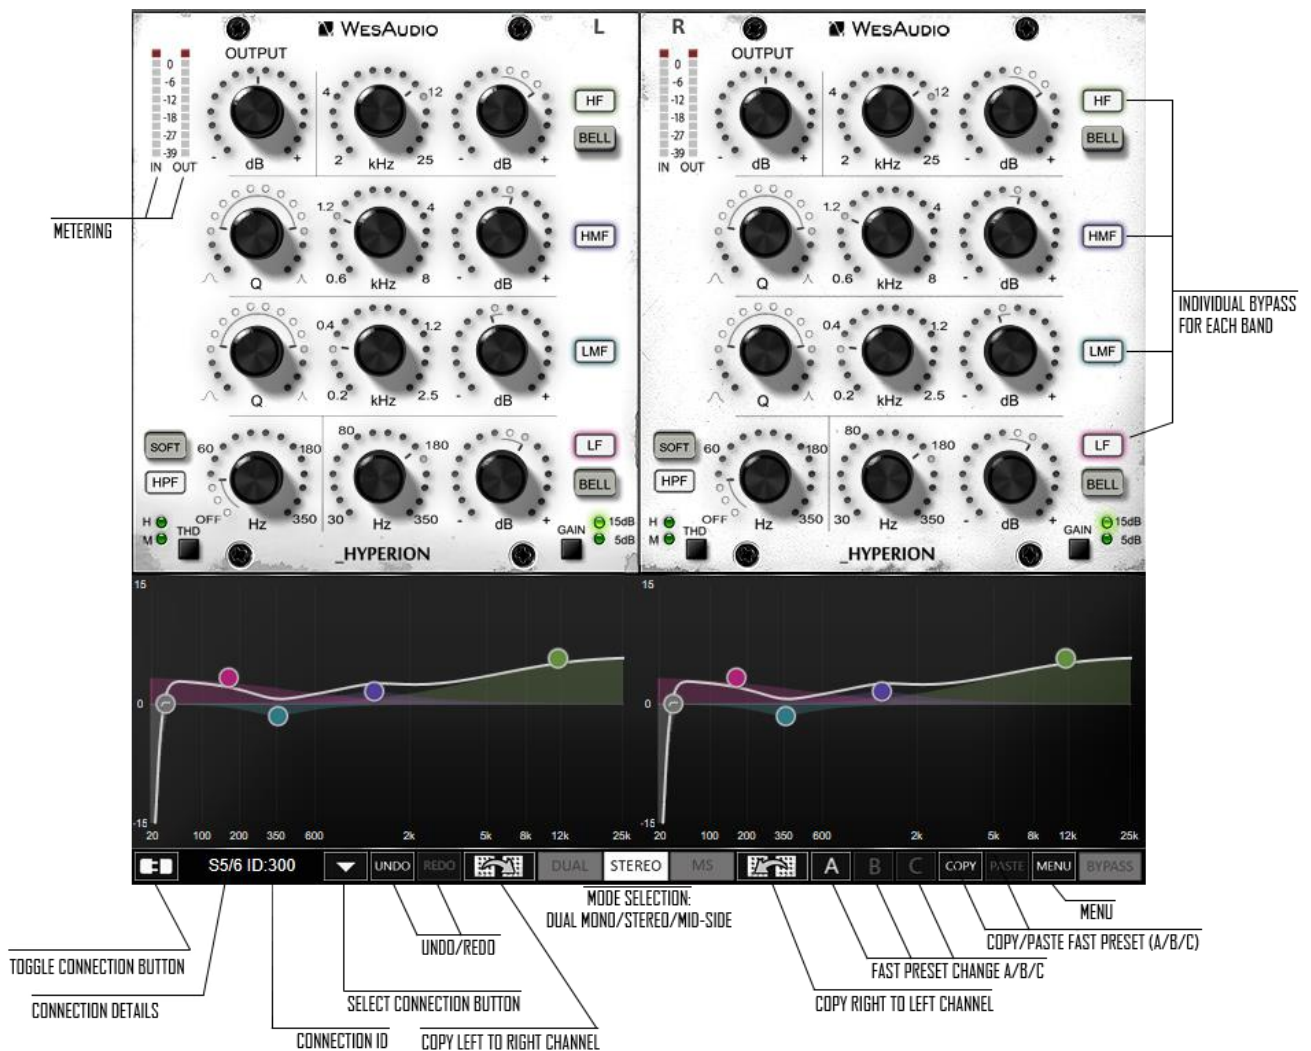 WESAUDIO L
R WESAUDIO
OUTPUT
0
-6
-12
-18
-27
-39
IN OUT
- dB +
4 12
2 kHz 25
- dB +
HF
BELL
Q
1.2 4
0.6 kHz 8
- dB +
HMF
Q
0.4 1.2
0.2 kHz 2.5
- dB +
LMF
SOFT
HPF
60 180
OFF Hz 350
80 180
30 kHz 350
- dB +
LF
BELL
H
M
THD
_HYPERION
GAIN
15dB
5dB
OUTPUT
0
-6
-12
-18
-27
-39
IN OUT
- dB +
4 12
2 kHz 25
- dB +
HF
BELL
Q
1.2 4
0.6 kHz 8
- dB +
HMF
Q
0.4 1.2
0.2 kHz 2.5
- dB +
LMF
SOFT
HPF
60 180
OFF Hz 350
80 180
30 Hz 350
- dB +
LF
BELL
H
M
THD
_HYPERION
GAIN
15dB
5dB
METERING
INDIVIDUAL BYPASS
FOR EACH BAND
15
0
-15
20 100 200 350 600 2k 5k 8k 12k 25k
15
0
-15
20 100 200 350 600 2k 5k 8k 12k 25k
S5/6 ID:300 UNDO REDO DUAL STEREO MS A B C COPY PASTE MENU BYPASS
MODE SELECTION:
DUAL MONO/STEREO/MID-SIDE
MENU
UNDO/REDO
COPY/PASTE FAST PRESET (A/B/C)
TOGGLE CONNECTION BUTTON
FAST PRESET CHANGE A/B/C
CONNECTION DETAILS
SELECT CONNECTION BUTTON
COPY RIGHT TO LEFT CHANNEL
CONNECTION ID
COPY LEFT TO RIGHT CHANNEL